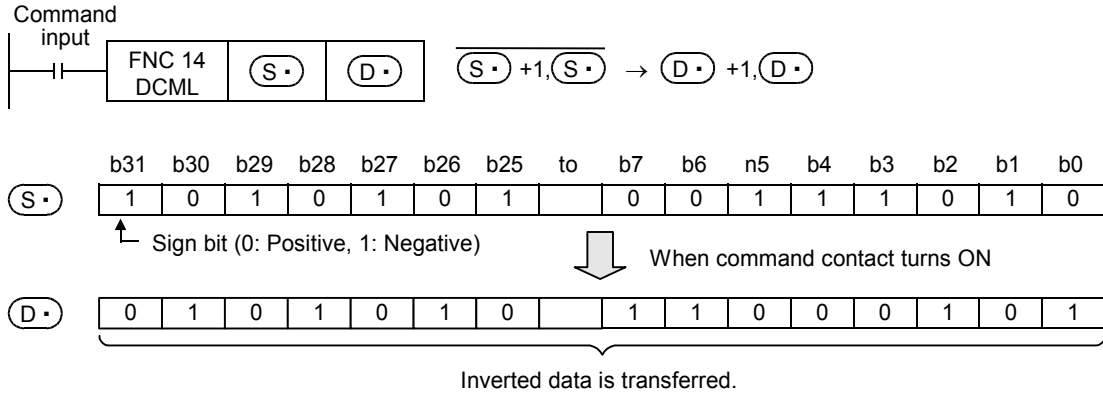 Command
input
FNC 14
DCML
S・ D・ S・ +1,S・ → D・ +1,D・
b31 b30 b29 b28 b27 b26 b25 to b7 b6 n5 b4 b3 b2 b1 b0
S・ 1 0 1 0 1 0 1 0 0 1 1 1 0 1 0
Sign bit (0: Positive, 1: Negative)
When command contact turns ON
D・ 0 1 0 1 0 1 0 1 1 0 0 0 1 0 1
Inverted data is transferred.